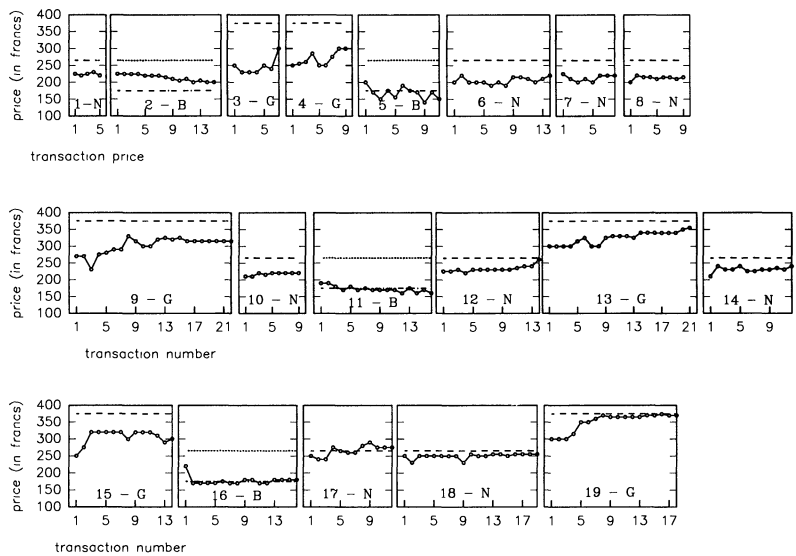 price (in francs)
400
350
300
250
200
150
100
1-N
2 - B
3 - G
4 - G
5 - B
6 - N
7 - N
8 - N
1 5 1 5 9 13 1 5 1 5 9 1 5 9 1 5 9 13 1 5 1 5 9
transaction price
price (in francs)
400
350
300
250
200
150
100
9 - G
10 - N
11 - B
12 - N
13 - G
14 - N
1 5 9 13 17 21 1 5 9 1 5 9 13 1 5 9 13 1 5 9 13 17 21 1 5 9
transaction number
price (in francs)
400
350
300
250
200
150
100
15 - G
16 - B
17 - N
18 - N
19 - G
1 5 9 13 1 5 9 13 1 5 9 1 5 9 13 17 1 5 9 13 17
transaction number